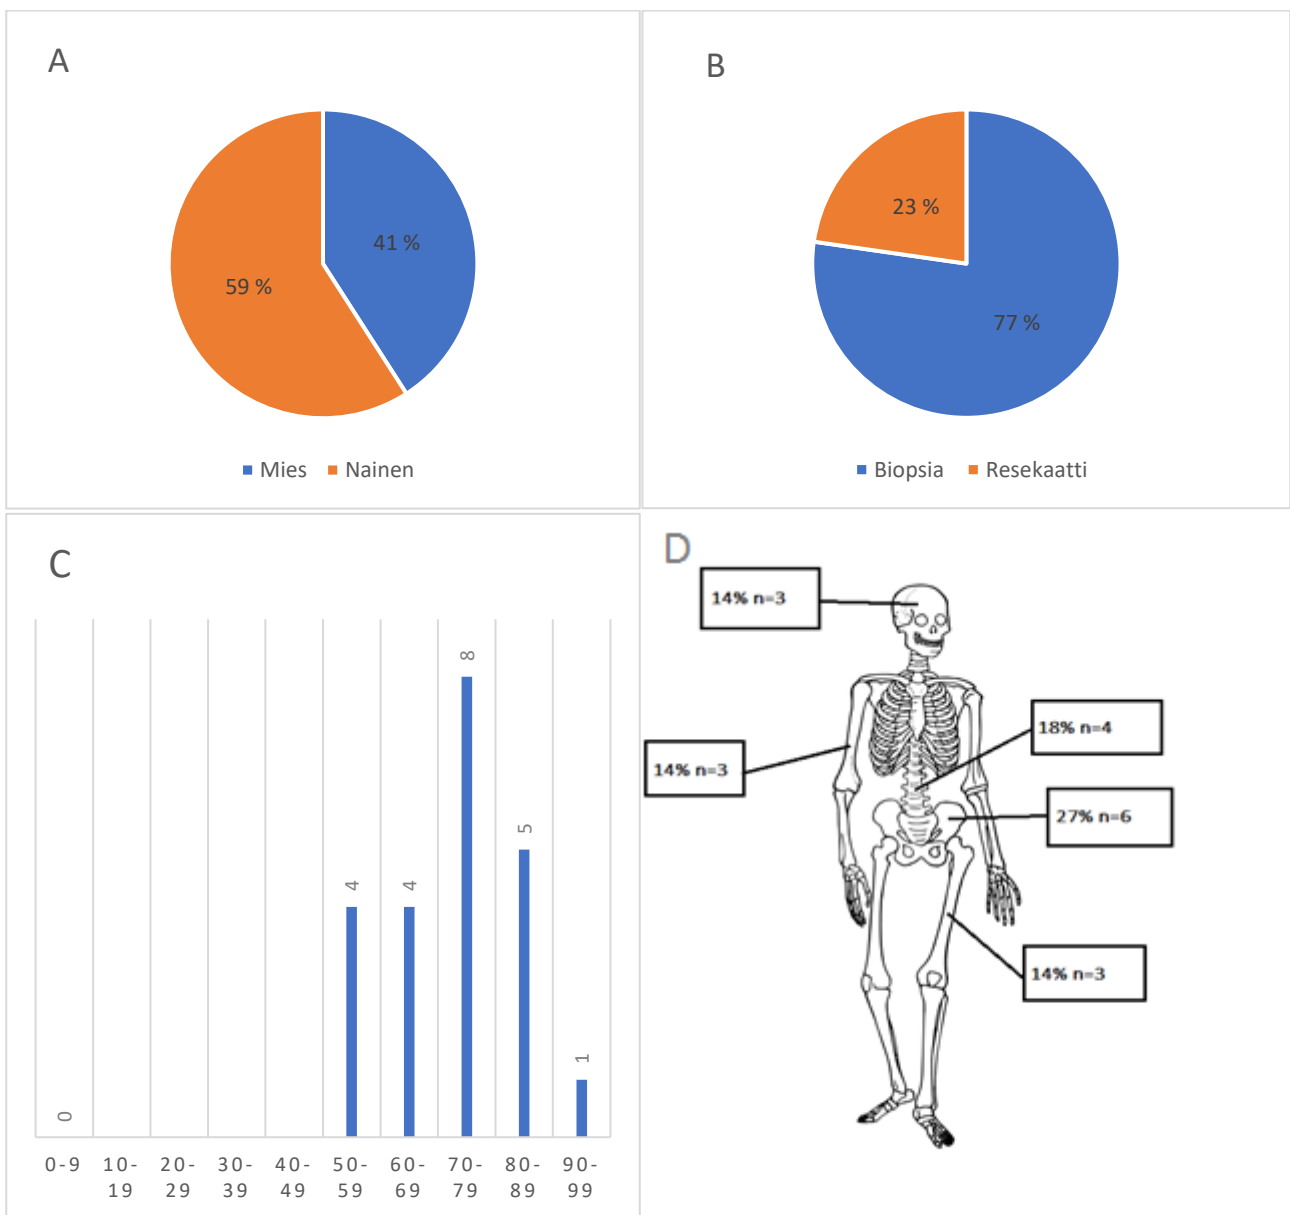 A
41 %
59 %
Mies Nainen
B
23 %
77 %
Biopsia Resekaatti
C
0
4
4
8
5
1
0-9 10-19 20-29 30-39 40-49 50-59 60-69 70-79 80-89 90-99
D
14% n=3
18% n=4
14% n=3
27% n=6
14% n=3